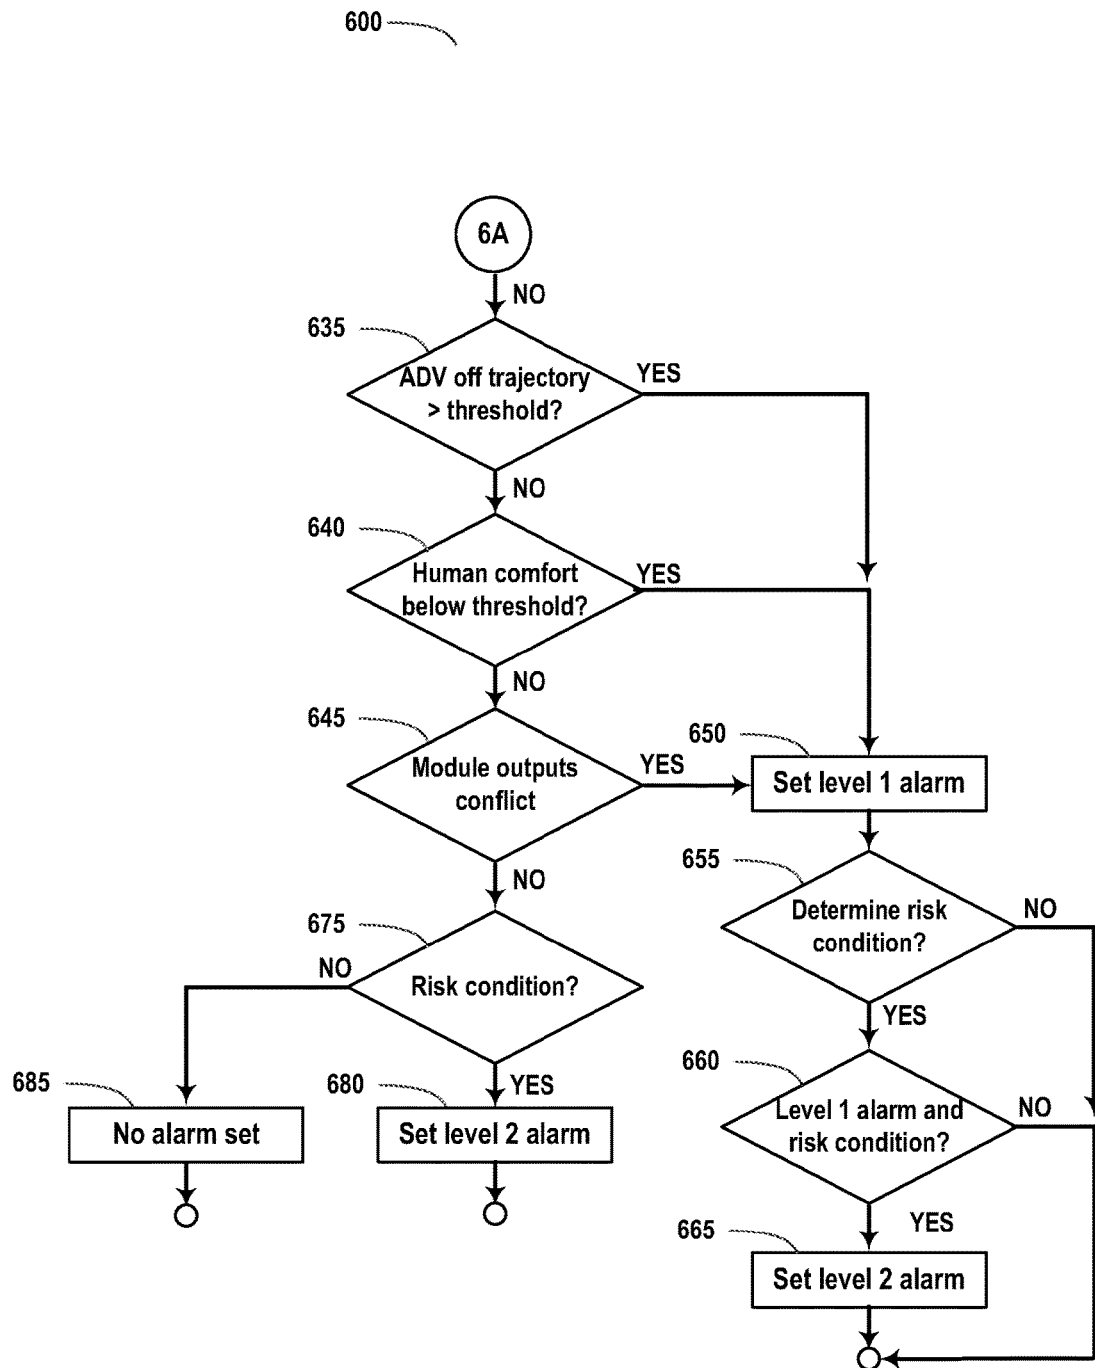 600
6A
NO
635
ADV off trajectory
> threshold?
YES
NO
640
Human comfort
below threshold?
YES
NO
645
Module outputs
conflict
YES
650
Set level 1 alarm
NO
655
Determine risk
condition?
NO
675
Risk condition?
NO
YES
660
Level 1 alarm and
risk condition?
NO
685
No alarm set
680
YES
Set level 2 alarm
YES
665
Set level 2 alarm